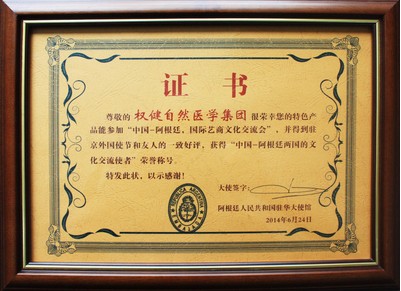 证书
尊敬的 权健自然医学集团 很荣幸您的特色产
品能参加“中国-阿根廷，国际艺商文化交流会”，并得到驻
京外国使节和友人的一致好评，获得“中国-阿根廷两国的文
化交流使者”荣誉称号。
特发此状，以示感谢！
大使签字：
阿根廷人民共和国驻华大使馆
2014年6月24日